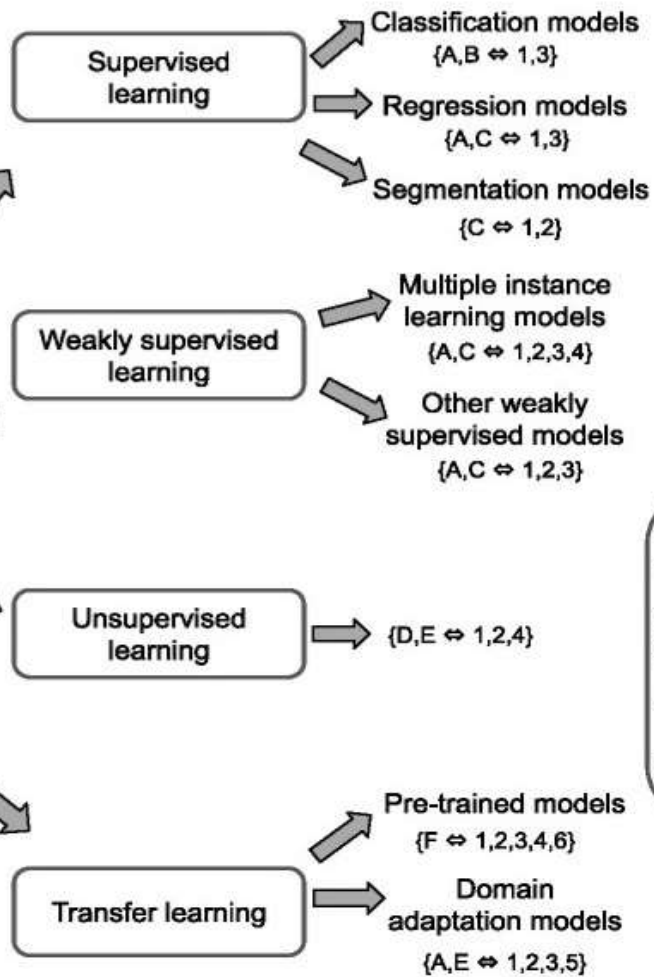 Supervised
learning
Classification models
{A,B ⇔ 1,3}
Regression models
{A,C ⇔ 1,3}
Segmentation models
{C ⇔ 1,2}
Weakly supervised
learning
Multiple instance
learning models
{A,C ⇔ 1,2,3,4}
Other weakly
supervised models
{A,C ⇔ 1,2,3}
Unsupervised
learning
{D,E ⇔ 1,2,4}
Transfer learning
Pre-trained models
{F ⇔ 1,2,3,4,6}
Domain
adaptation models
{A,E ⇔ 1,2,3,5}